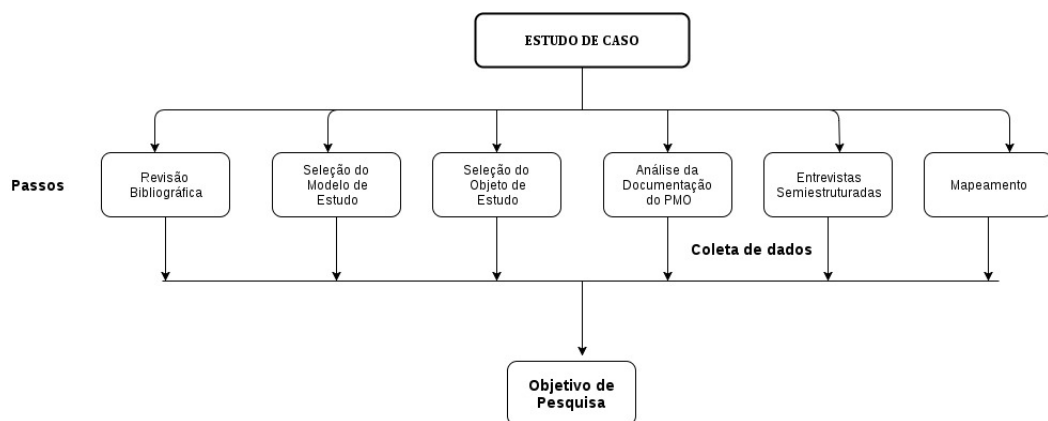 ESTUDO DE CASO
Passos
Revisão
Bibliográfica
Seleção do
Modelo de
Estudo
Seleção do
Objeto de
Estudo
Análise da
Documentação
do PMO
Entrevistas
Semiestruturadas
Mapeamento
Coleta de dados
Objetivo de
Pesquisa